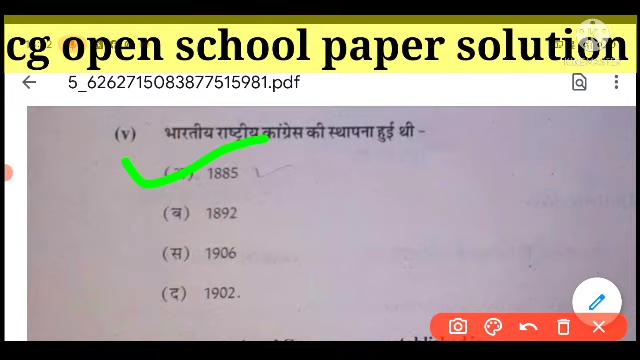 cg open school paper solution
5_6262715083877515981.pdf
(v) भारतीय राष्ट्रीय कांग्रेस की स्थापना हुई थी -
1885
(ब) 1892
(स) 1906
(द) 1902.